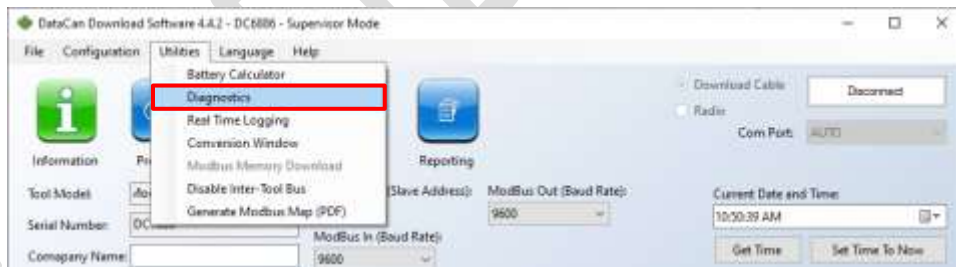 DataCan Download Software 4.4.2 - DC6886 - Supervisor Mode
File Configuration Utilities Language Help
Battery Calculator
Diagnostics
Real Time Logging
Conversion Window
Modbus Memory Download
Disable Inter-Tool Bus
Generate Modbus Map (PDF)
Download Cable
Disconnect
Radio
Com Port:
AUTO
Information
Reporting
Tool Model:
(Slave Address):
ModBus Out (Baud Rate):
Current Date and Time:
9600
10:50:39 AM
Serial Number:
ModBus In (Baud Rate):
Comapany Name:
9600
Get Time
Set Time To Now